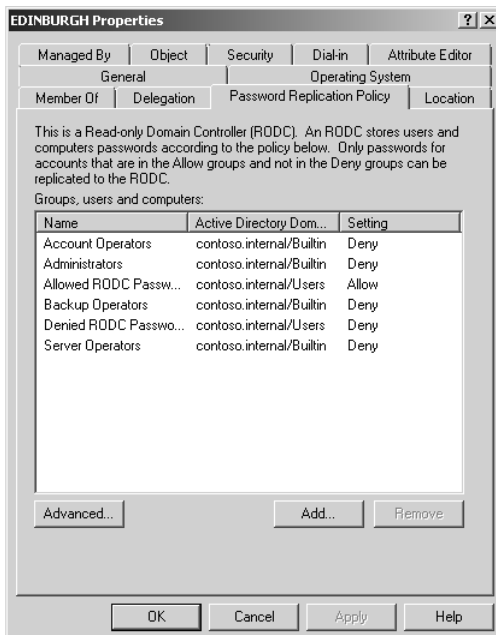 EDINBURGH Properties
Managed By Object Security Dial-in Attribute Editor
General Operating System
Member Of Delegation Password Replication Policy Location
This is a Read-only Domain Controller (RODC). An RODC stores users and
computers passwords according to the policy below. Only passwords for
accounts that are in the Allow groups and not in the Deny groups can be
replicated to the RODC.
Groups, users and computers:
Name Active Directory Dom... Setting
Account Operators contoso.internal/Builtin Deny
Administrators contoso.internal/Builtin Deny
Allowed RODC Passw... contoso.internal/Users Allow
Backup Operators contoso.internal/Builtin Deny
Denied RODC Passwo... contoso.internal/Users Deny
Server Operators contoso.internal/Builtin Deny
Advanced... Add... Remove
OK Cancel Apply Help